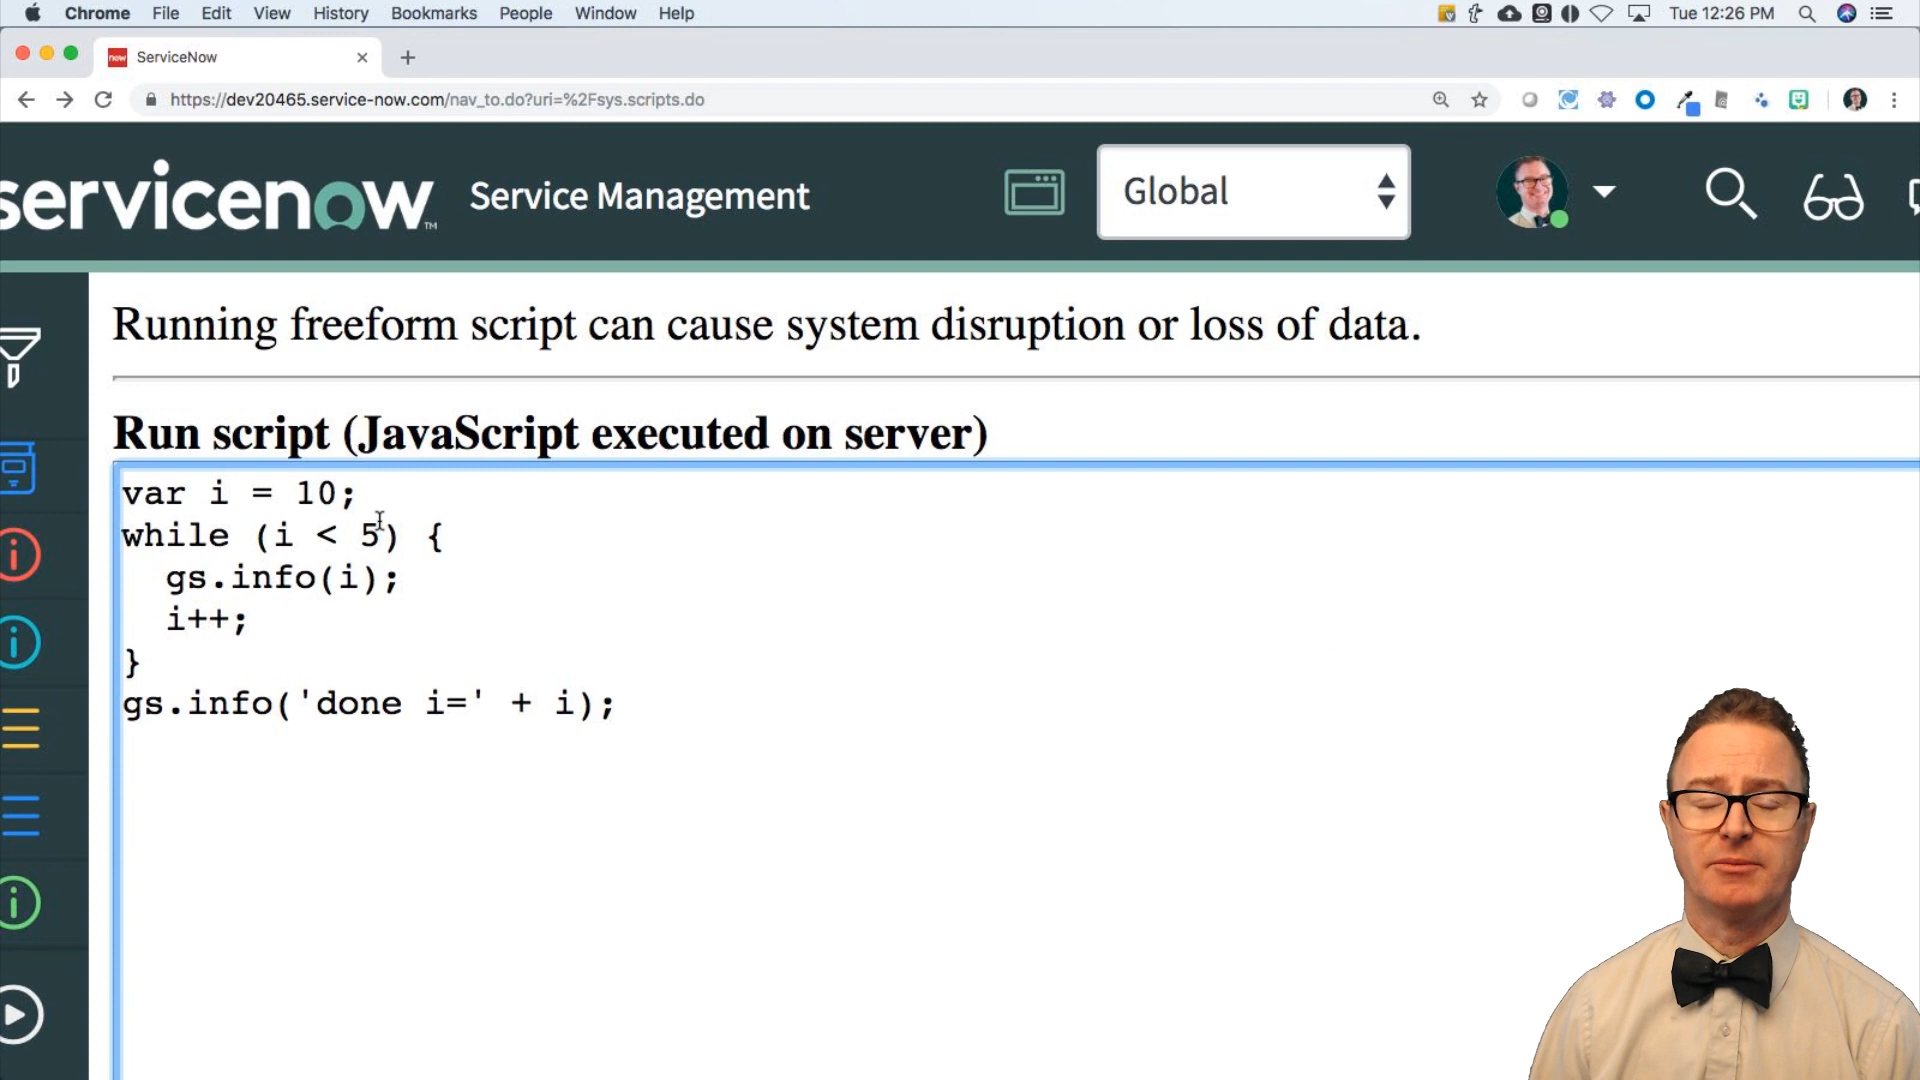 Chrome File Edit View History Bookmarks People Window Help Tue 12:26 PM
now ServiceNow
https://dev20465.service-now.com/nav_to.do?uri=%2Fsys.scripts.do
servicenow™ Service Management Global
Running freeform script can cause system disruption or loss of data.
Run script (JavaScript executed on server)
var i = 10;
while (i < 5) {
gs.info(i);
i++;
}
gs.info('done i=' + i);